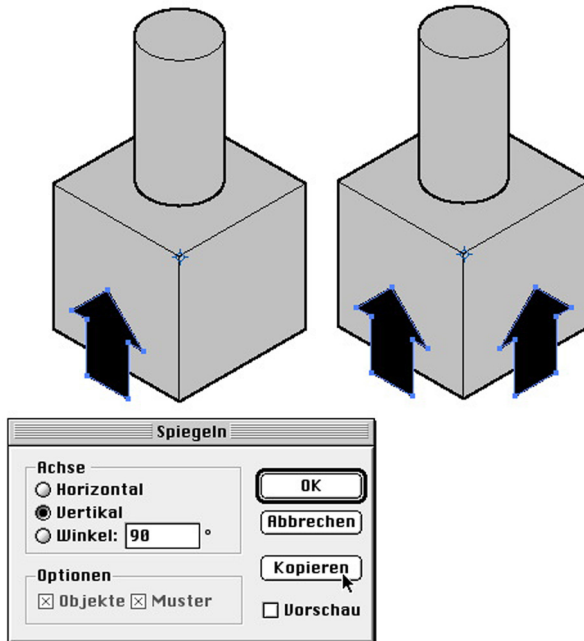 Spiegeln
Achse
Horizontal
Vertikal
Winkel: 90 °
Optionen
Objekte Muster
OK
Abbrechen
Kopieren
Vorschau